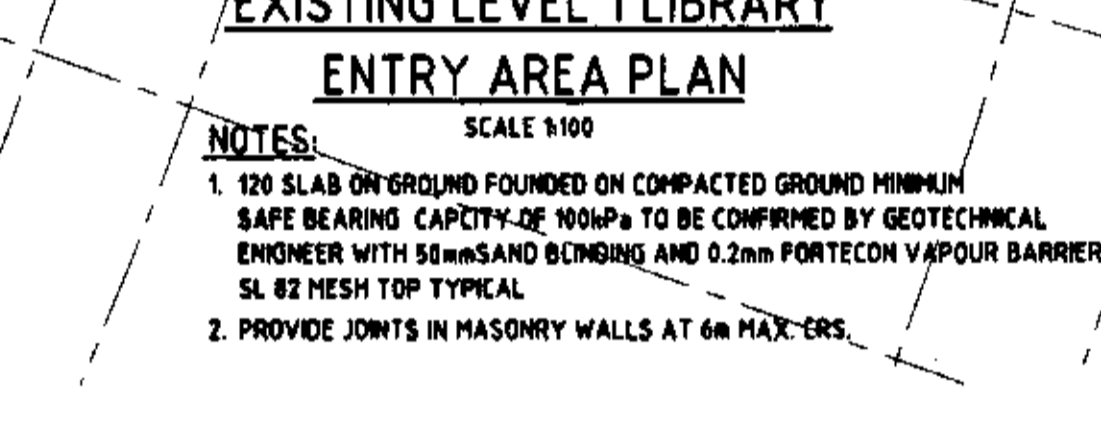 EXISTING LEVEL 1 LIBRARY
ENTRY AREA PLAN
SCALE 1:100
NOTES:
1. 120 SLAB ON GROUND FOUNDED ON COMPACTED GROUND MINIMUM
SAFE BEARING CAPCITY OF 100kPa TO BE CONFIRMED BY GEOTECHNICAL
ENIGNEER WITH 50mmSAND BLINDING AND 0.2mm FORTECON VAPOUR BARRIER
SL 82 MESH TOP TYPICAL
2. PROVIDE JOINTS IN MASONRY WALLS AT 6m MAX. CRS.